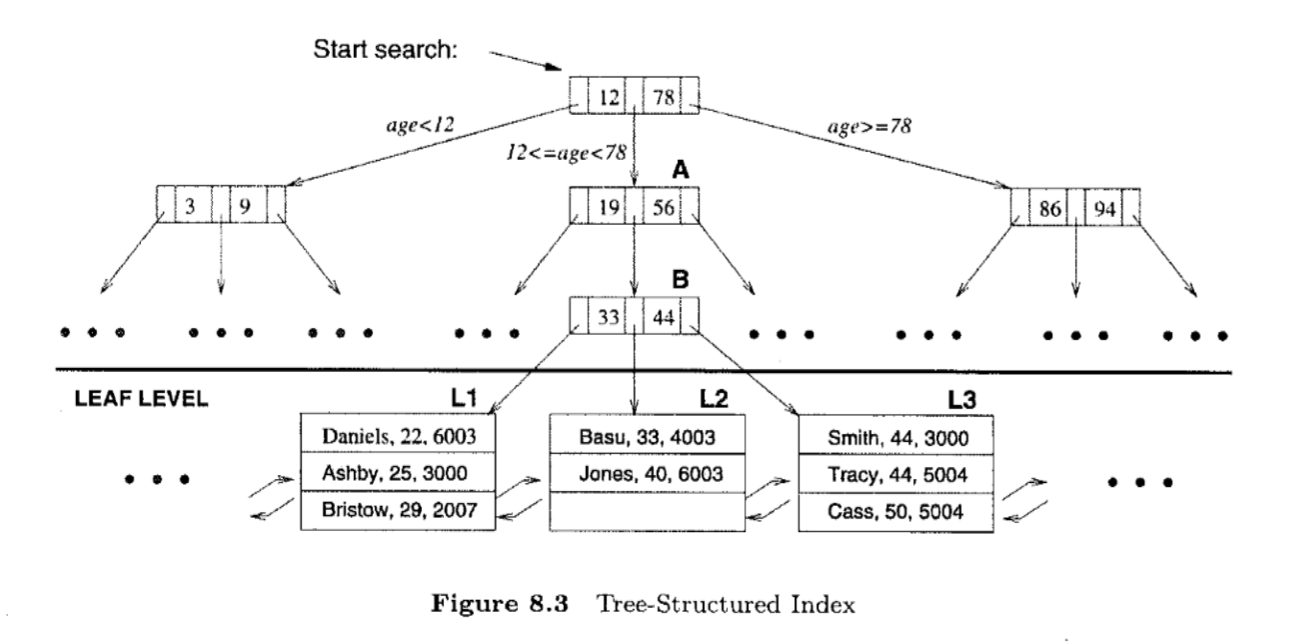 Start search:
12 78
age<12
12<=age<78
age>=78
A
3 9
19 56
86 94
B
33 44
LEAF LEVEL
L1
L2
L3
Daniels, 22, 6003
Ashby, 25, 3000
Bristow, 29, 2007
Basu, 33, 4003
Jones, 40, 6003
Smith, 44, 3000
Tracy, 44, 5004
Cass, 50, 5004
Figure 8.3 Tree-Structured Index